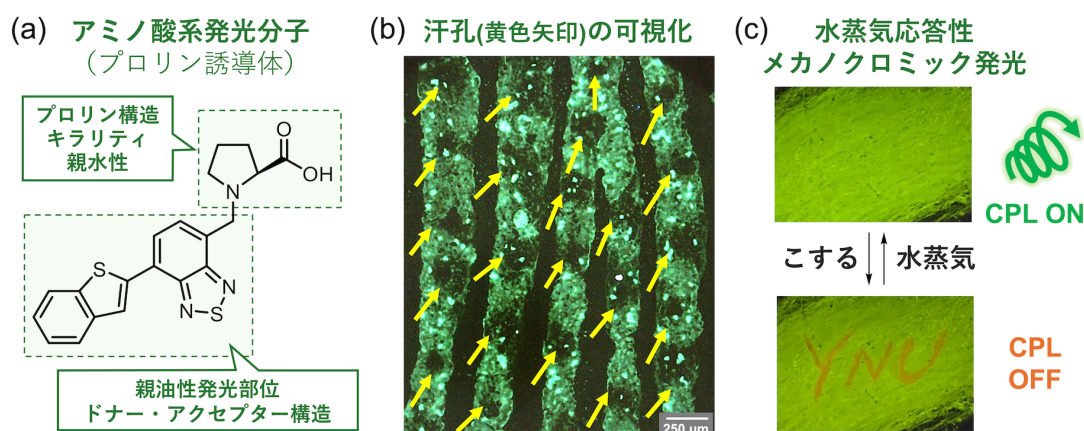 (a) アミノ酸系発光分子
(プロリン誘導体)
プロリン構造
キラリティ
親水性
O
OH
N
S
N
N
S
親油性発光部位
ドナー・アクセプター構造
(b) 汗孔(黄色矢印)の可視化
250 μm
(c) 水蒸気応答性
メカノクロミック発光
CPL ON
こする
水蒸気
YNU
CPL
OFF